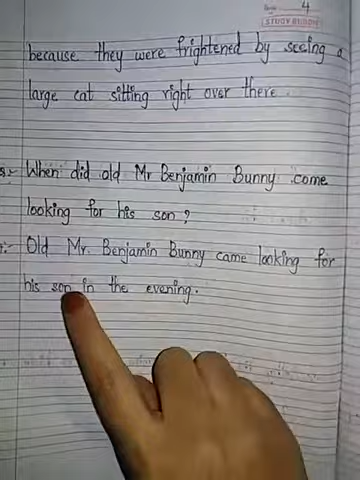 4
STUDY BUDDY
because they were frightened by seeing a
large cat sitting right over there.
When did old Mr Benjamin Bunny come
looking for his son?
Old Mr. Benjamin Bunny came looking for
his son in the evening.